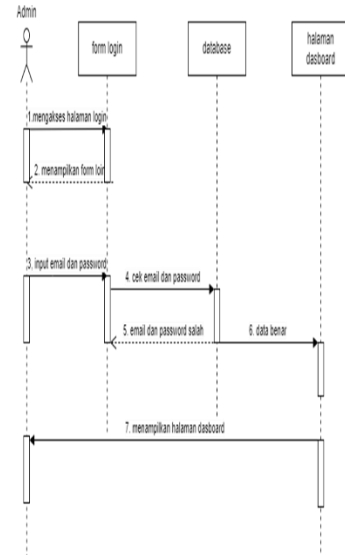 Admin
form login
database
halaman
dasboard
1.mengakses halaman login
2. menampilkan form loin
3. input email dan password
4. cek email dan password
5. email dan password salah
6. data benar
7. menampilkan halaman dasboard